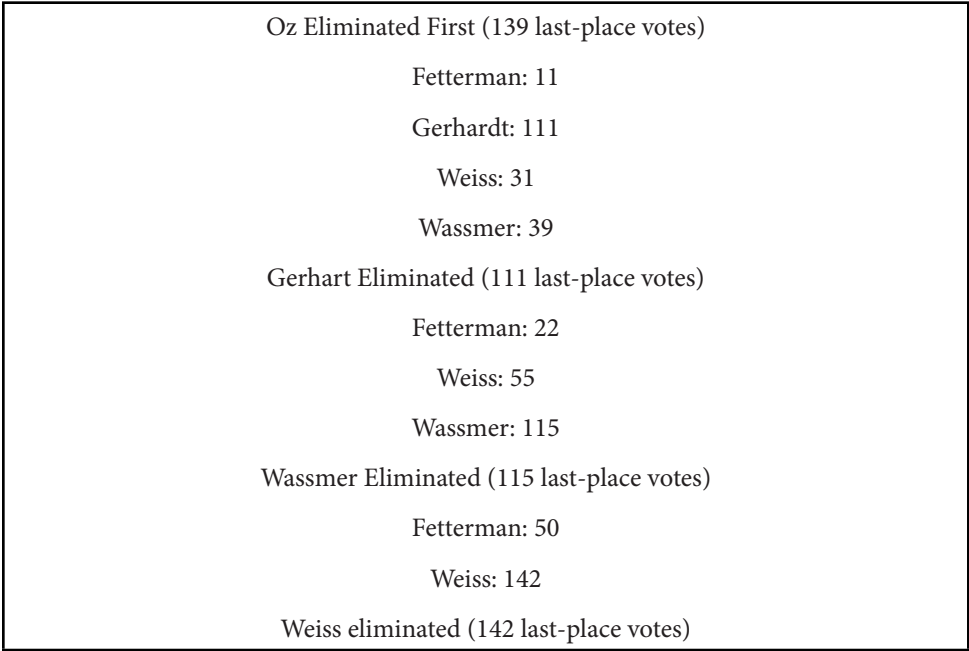 Oz Eliminated First (139 last-place votes)
Fetterman: 11
Gerhardt: 111
Weiss: 31
Wassmer: 39
Gerhart Eliminated (111 last-place votes)
Fetterman: 22
Weiss: 55
Wassmer: 115
Wassmer Eliminated (115 last-place votes)
Fetterman: 50
Weiss: 142
Weiss eliminated (142 last-place votes)